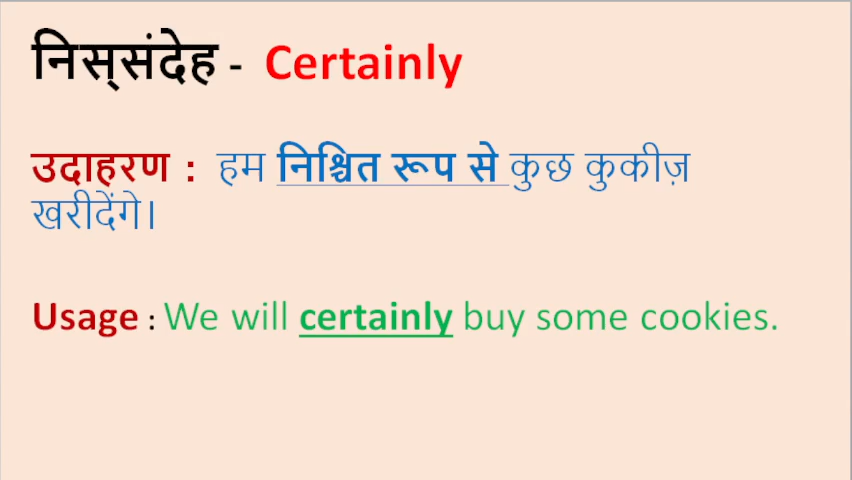 निस्संदेह - Certainly
उदाहरण : हम निश्चित रूप से कुछ कुकीज़
खरीदेंगे।
Usage : We will certainly buy some cookies.